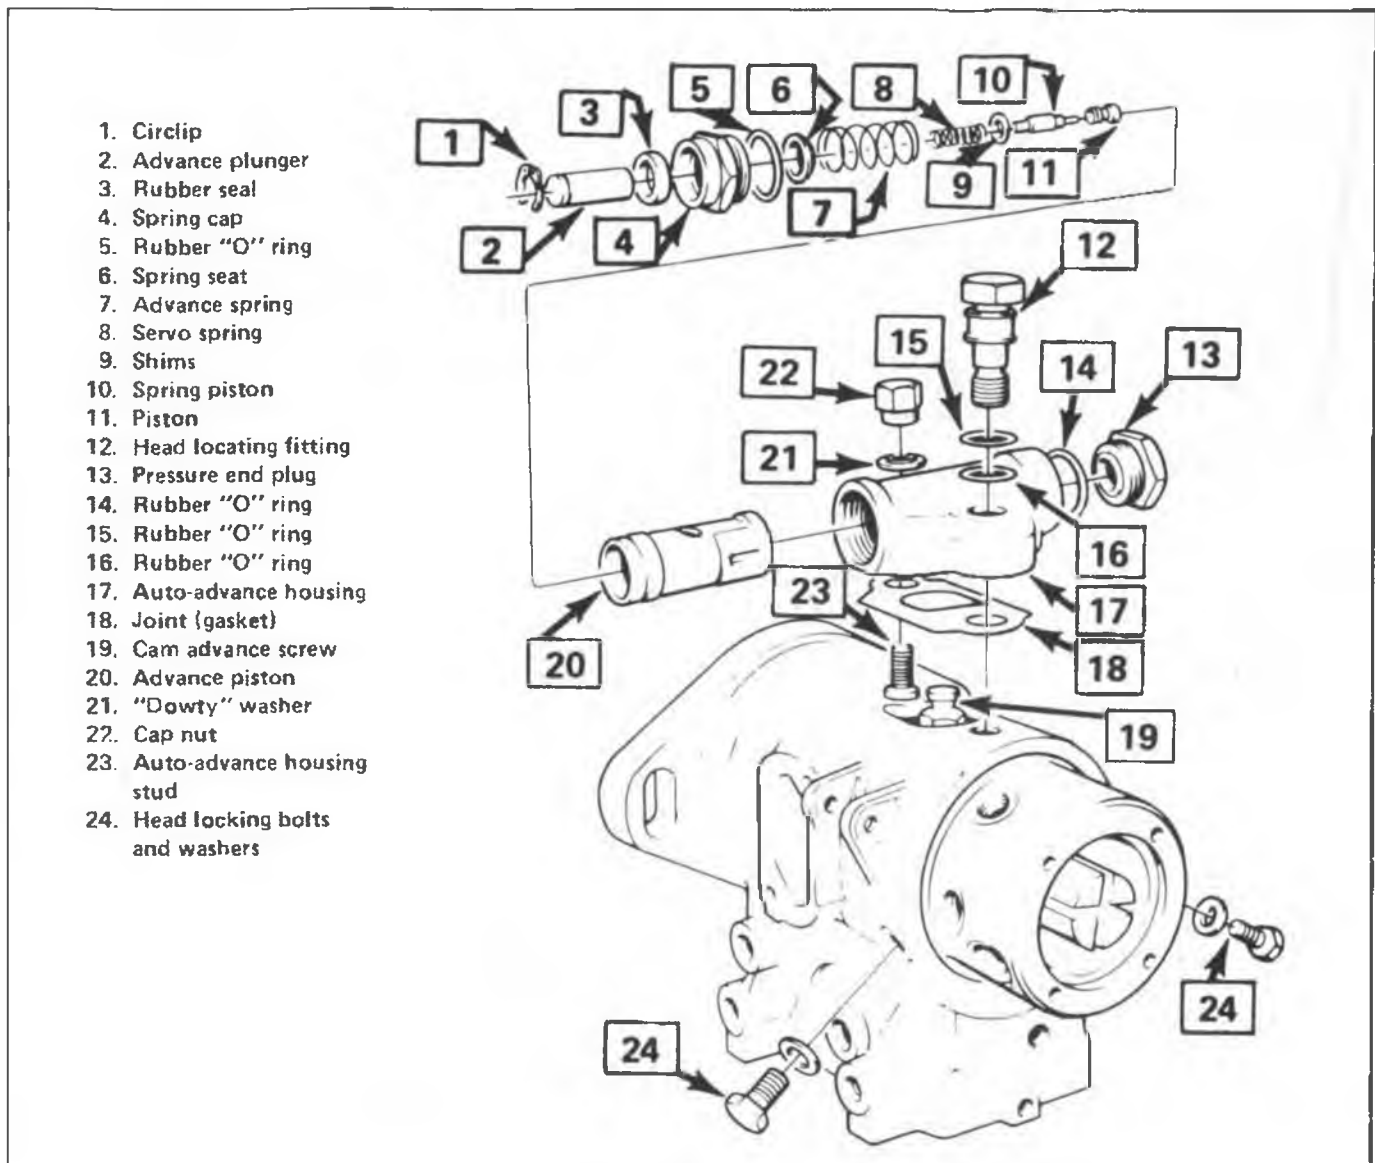 1. Circlip
2. Advance plunger
3. Rubber seal
4. Spring cap
5. Rubber "O" ring
6. Spring seat
7. Advance spring
8. Servo spring
9. Shims
10. Spring piston
11. Piston
12. Head locating fitting
13. Pressure end plug
14. Rubber "O" ring
15. Rubber "O" ring
16. Rubber "O" ring
17. Auto-advance housing
18. Joint (gasket)
19. Cam advance screw
20. Advance piston
21. "Dowty" washer
22. Cap nut
23. Auto-advance housing
stud
24. Head locking bolts
and washers
1
2
3
4
5
6
7
8
9
10
11
12
13
14
15
16
17
18
19
20
21
22
23
24
24